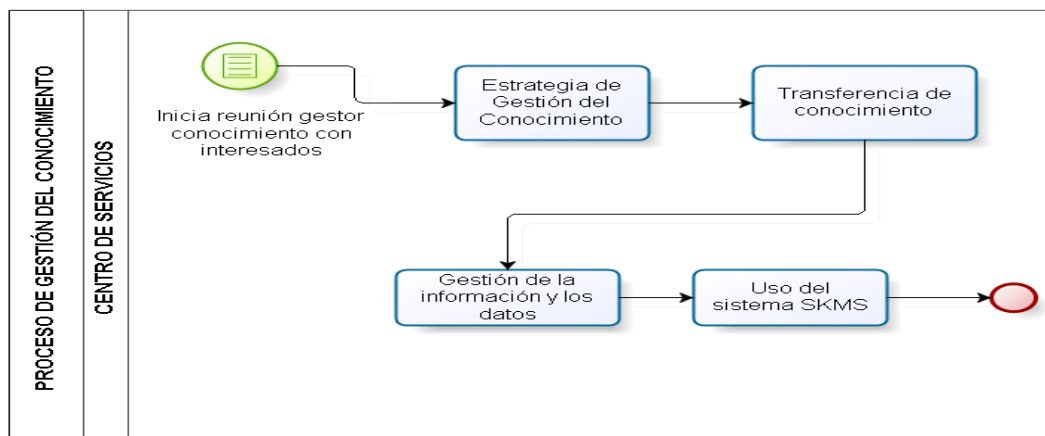 PROCESO DE GESTIÓN DEL CONOCIMIENTO
CENTRO DE SERVICIOS
Inicia reunión gestor
conocimiento con
interesados
Estrategia de
Gestión del
Conocimiento
Transferencia de
conocimiento
Gestión de la
información y los
datos
Uso del
sistema SKMS